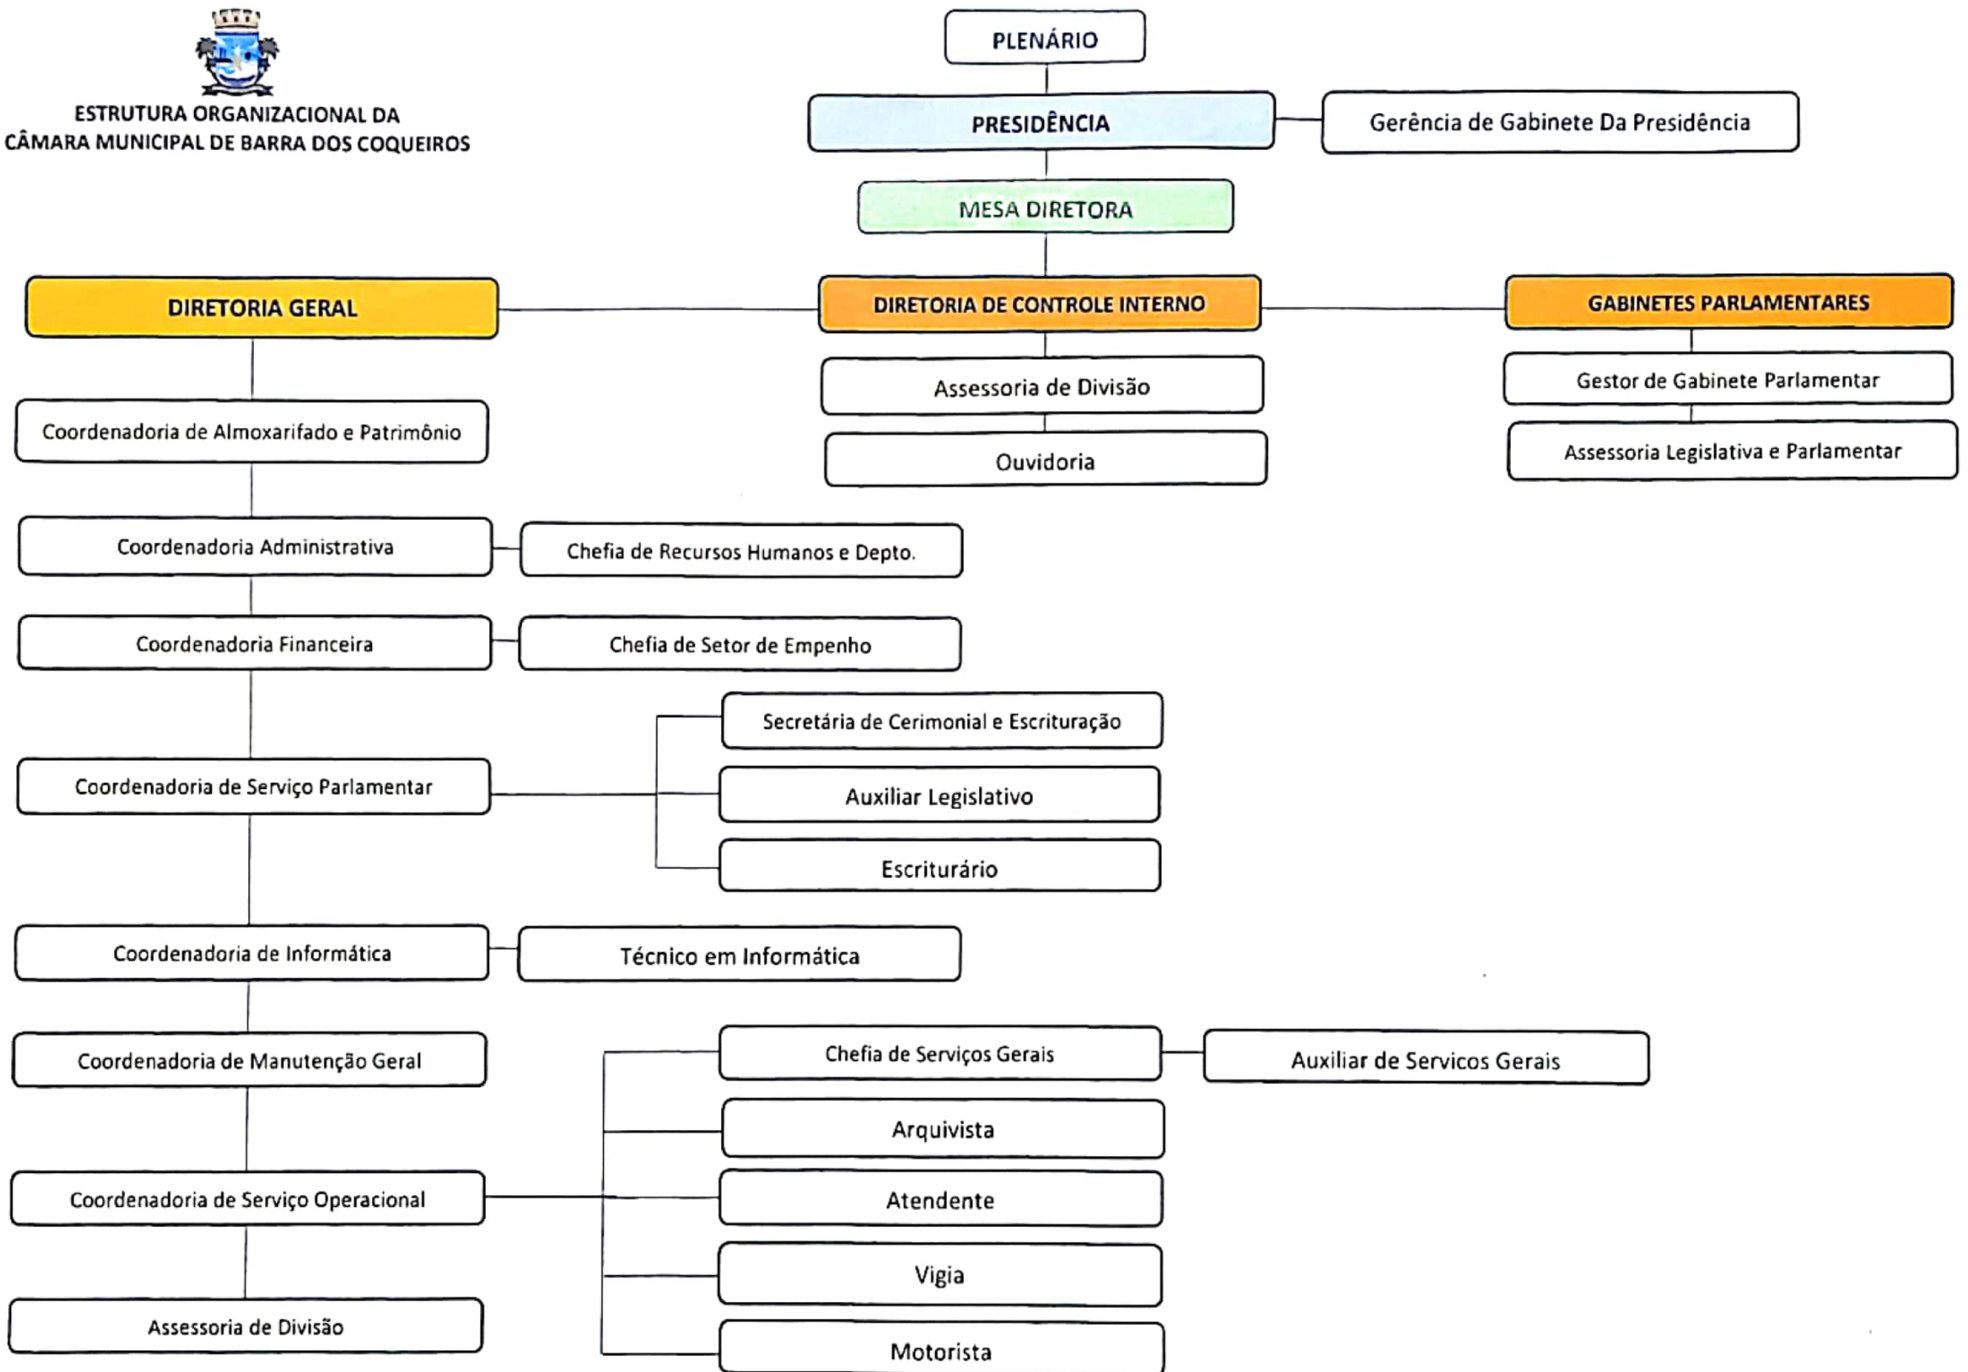 ESTRUTURA ORGANIZACIONAL DA
CÂMARA MUNICIPAL DE BARRA DOS COQUEIROS
PLENÁRIO
PRESIDÊNCIA
Gerência de Gabinete Da Presidência
MESA DIRETORA
DIRETORIA GERAL
DIRETORIA DE CONTROLE INTERNO
GABINETES PARLAMENTARES
Assessoria de Divisão
Ouvidoria
Gestor de Gabinete Parlamentar
Assessoria Legislativa e Parlamentar
Coordenadoria de Almoxarifado e Patrimônio
Coordenadoria Administrativa
Chefia de Recursos Humanos e Depto.
Coordenadoria Financeira
Chefia de Setor de Empenho
Coordenadoria de Serviço Parlamentar
Secretária de Cerimonial e Escrituração
Auxiliar Legislativo
Escriturário
Coordenadoria de Informática
Técnico em Informática
Coordenadoria de Manutenção Geral
Coordenadoria de Serviço Operacional
Chefia de Serviços Gerais
Auxiliar de Servicos Gerais
Arquivista
Atendente
Vigia
Motorista
Assessoria de Divisão